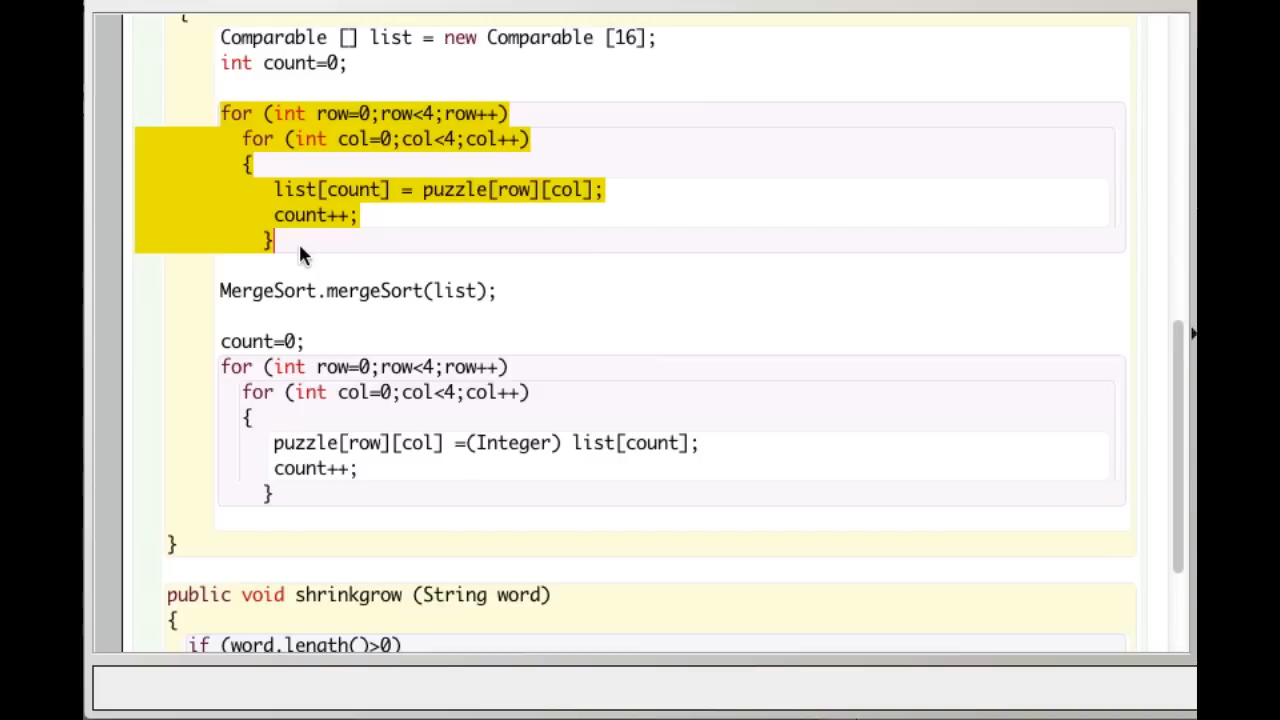 {
Comparable [] list = new Comparable [16];
int count=0;
for (int row=0;row<4;row++)
for (int col=0;col<4;col++)
{
list[count] = puzzle[row][col];
count++;
}
MergeSort.mergeSort(list);
count=0;
for (int row=0;row<4;row++)
for (int col=0;col<4;col++)
{
puzzle[row][col] =(Integer) list[count];
count++;
}
}
public void shrinkgrow (String word)
{
if (word.length()>0)